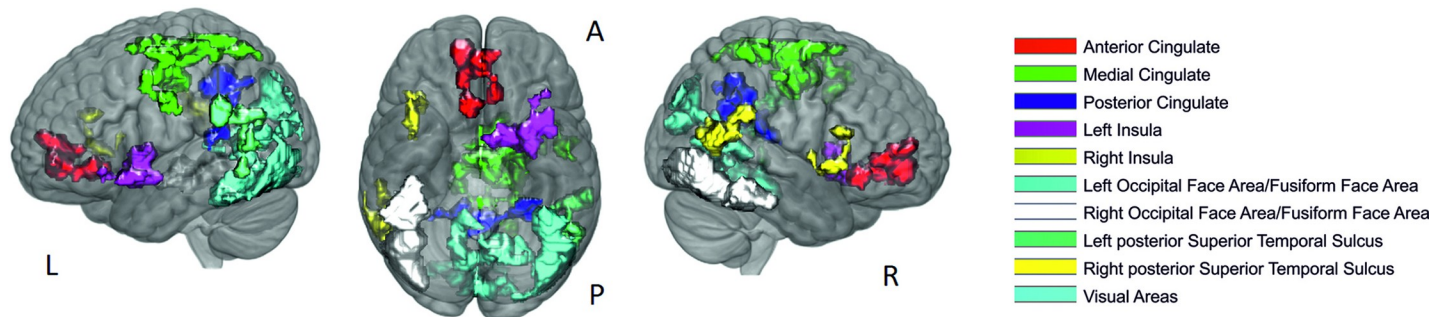 A
L
P
R
Anterior Cingulate
Medial Cingulate
Posterior Cingulate
Left Insula
Right Insula
Left Occipital Face Area/Fusiform Face Area
Right Occipital Face Area/Fusiform Face Area
Left posterior Superior Temporal Sulcus
Right posterior Superior Temporal Sulcus
Visual Areas